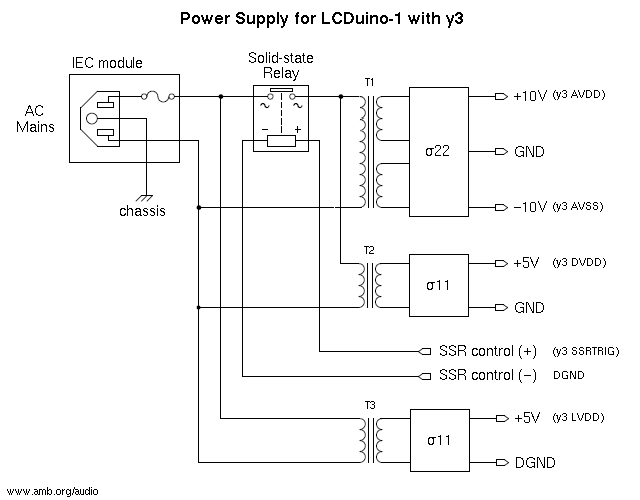 Power Supply for LCDuino-1 with y3
IEC module
Solid-state
Relay
AC
Mains
chassis
~ ~
− +
T1
σ22
+10V (y3 AVDD)
GND
−10V (y3 AVSS)
T2
σ11
+5V (y3 DVDD)
GND
SSR control (+) (y3 SSRTRIG)
SSR control (−) DGND
T3
σ11
+5V (y3 LVDD)
DGND
www.amb.org/audio